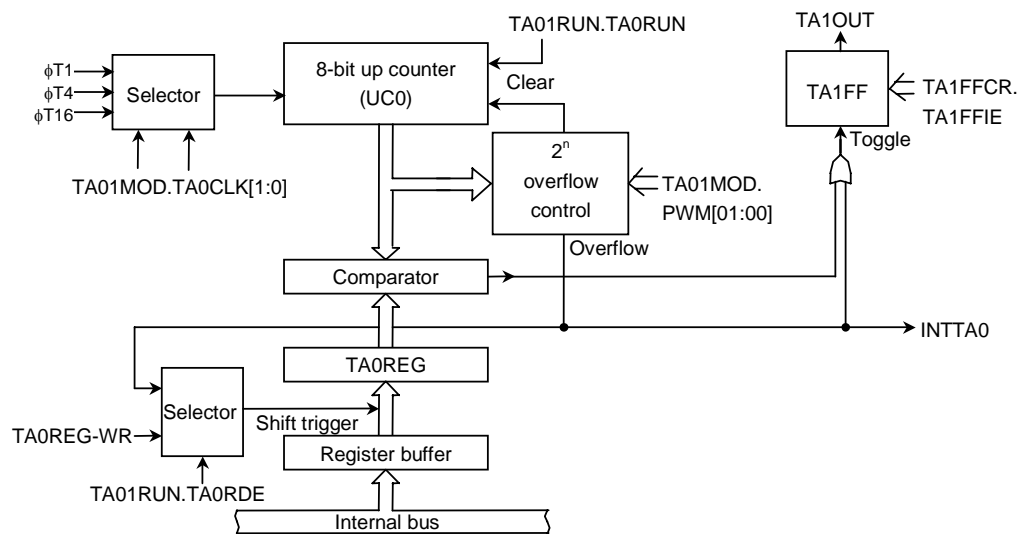 TA01RUN.TA0RUN
TA1OUT
8-bit up counter
(UC0)
Clear
ϕT1
ϕT4
ϕT16
Selector
TA1FF
TA1FFCR.
TA1FFIE
Toggle
TA01MOD.TA0CLK[1:0]
2ⁿ
overflow
control
TA01MOD.
PWM[01:00]
Overflow
Comparator
INTTA0
TA0REG
Selector
Shift trigger
TA0REG-WR
Register buffer
TA01RUN.TA0RDE
Internal bus